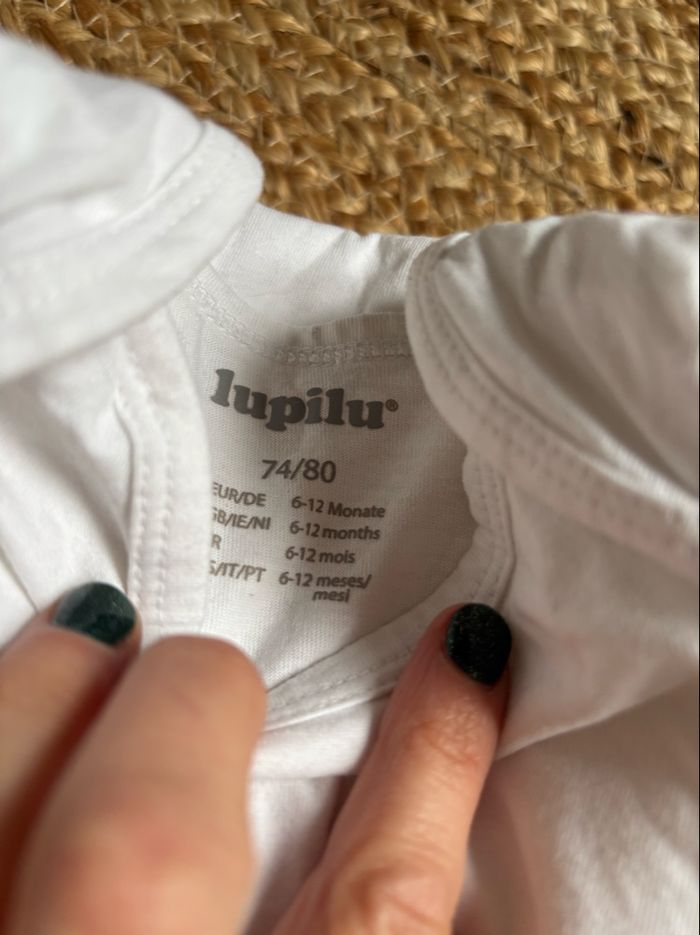 lupilu®
74/80
EUR/DE 6-12 Monate
GB/IE/NI 6-12 months
R 6-12 mois
S/IT/PT 6-12 meses/
mesi